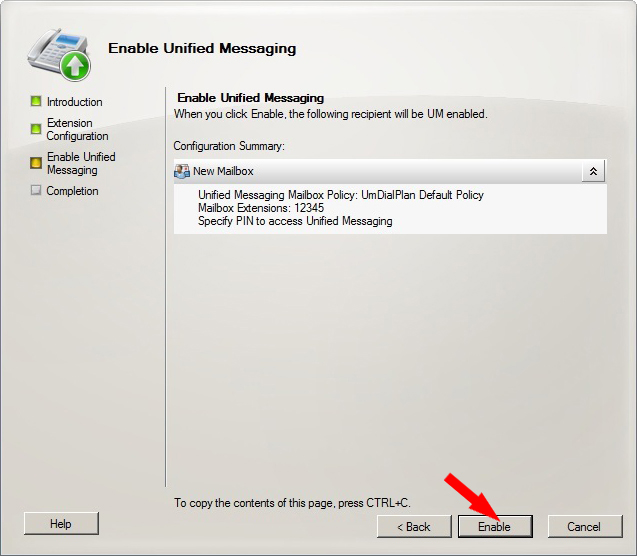 Enable Unified Messaging
Introduction
Extension
Configuration
Enable Unified
Messaging
Completion
Enable Unified Messaging
When you click Enable, the following recipient will be UM enabled.
Configuration Summary:
New Mailbox
Unified Messaging Mailbox Policy: UmDialPlan Default Policy
Mailbox Extensions: 12345
Specify PIN to access Unified Messaging
To copy the contents of this page, press CTRL+C.
Help
< Back
Enable
Cancel